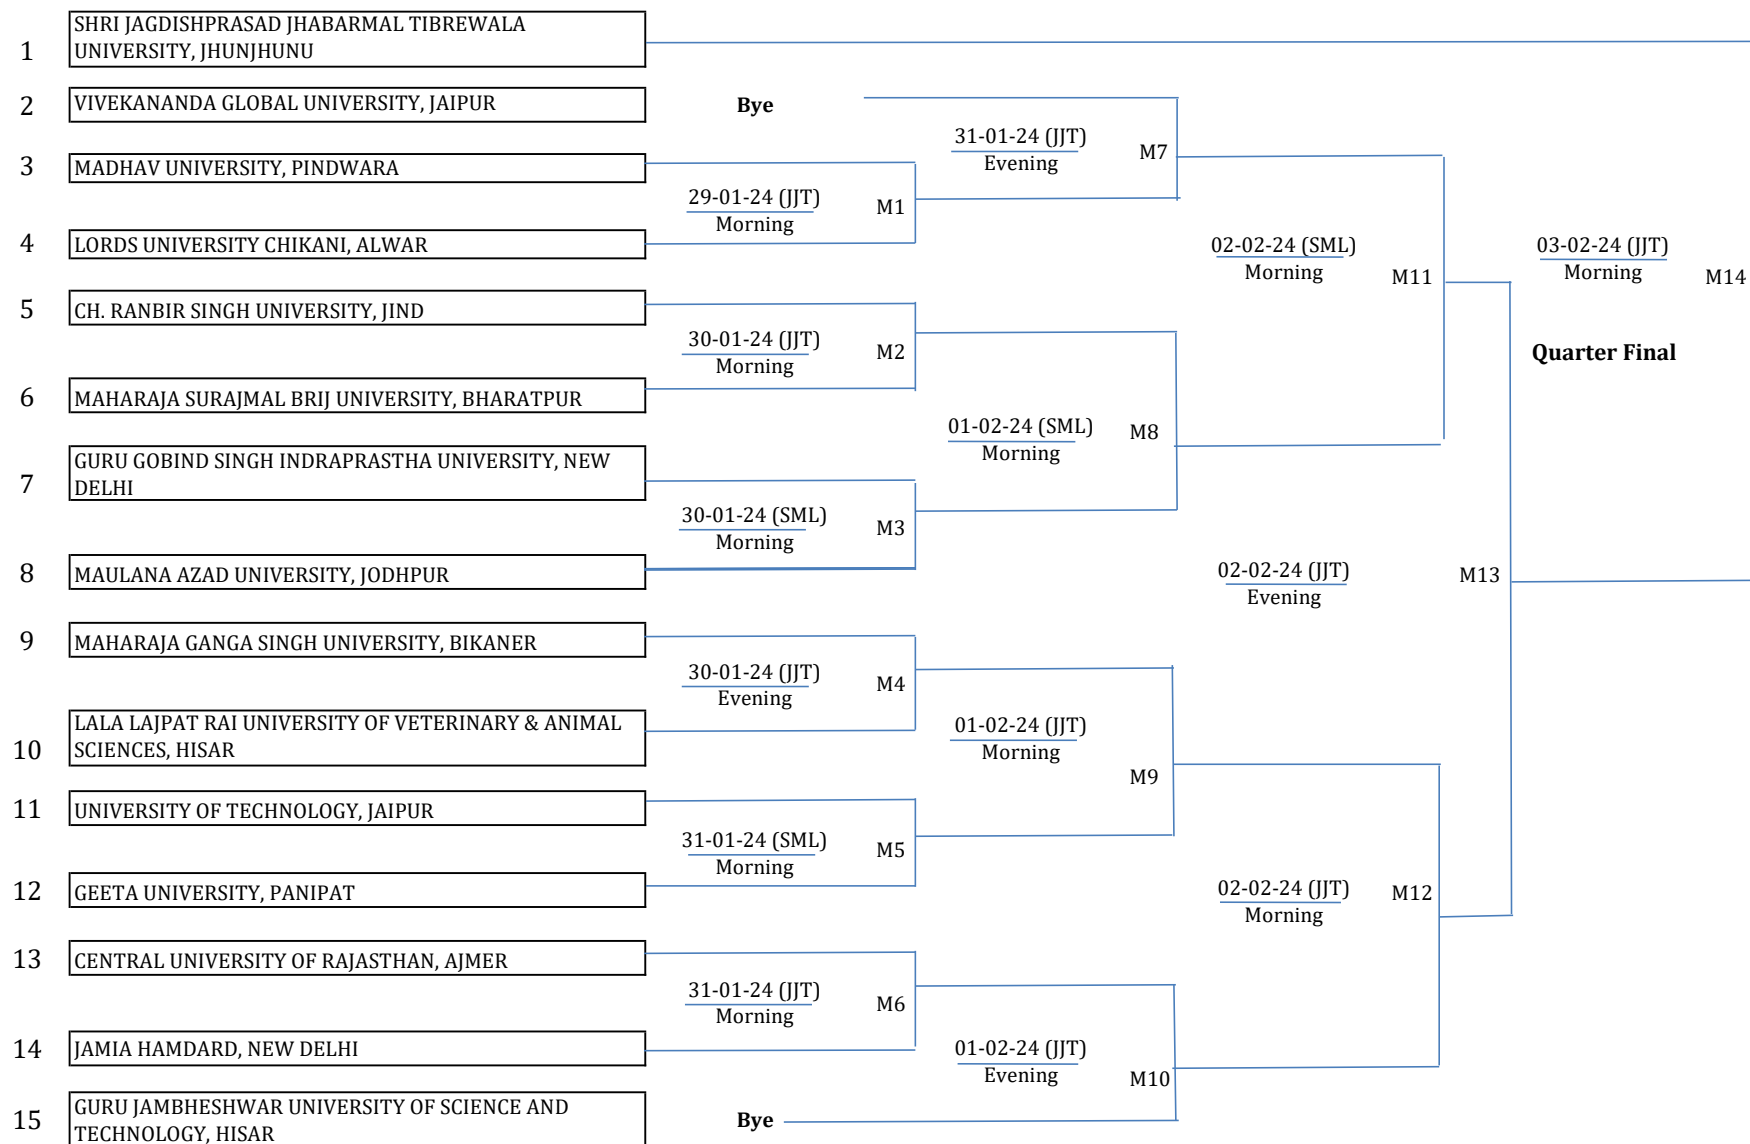 SHRI JAGDISHPRASAD JHABARMAL TIBREWALA
1 UNIVERSITY, JHUNJHUNU
2 VIVEKANANDA GLOBAL UNIVERSITY, JAIPUR Bye
31-01-24 (JJT)
Evening M7
3 MADHAV UNIVERSITY, PINDWARA
29-01-24 (JJT)
Morning M1
4 LORDS UNIVERSITY CHIKANI, ALWAR
02-02-24 (SML)
Morning M11
03-02-24 (JJT)
Morning M14
5 CH. RANBIR SINGH UNIVERSITY, JIND
30-01-24 (JJT)
Morning M2
Quarter Final
6 MAHARAJA SURAJMAL BRIJ UNIVERSITY, BHARATPUR
01-02-24 (SML)
Morning M8
GURU GOBIND SINGH INDRAPRASTHA UNIVERSITY, NEW
7 DELHI
30-01-24 (SML)
Morning M3
8 MAULANA AZAD UNIVERSITY, JODHPUR
02-02-24 (JJT)
Evening M13
9 MAHARAJA GANGA SINGH UNIVERSITY, BIKANER
30-01-24 (JJT)
Evening M4
LALA LAJPAT RAI UNIVERSITY OF VETERINARY & ANIMAL
10 SCIENCES, HISAR
01-02-24 (JJT)
Morning
M9
11 UNIVERSITY OF TECHNOLOGY, JAIPUR
31-01-24 (SML)
Morning M5
12 GEETA UNIVERSITY, PANIPAT
02-02-24 (JJT)
Morning M12
13 CENTRAL UNIVERSITY OF RAJASTHAN, AJMER
31-01-24 (JJT)
Morning M6
14 JAMIA HAMDARD, NEW DELHI
01-02-24 (JJT)
Evening M10
GURU JAMBHESHWAR UNIVERSITY OF SCIENCE AND
15 TECHNOLOGY, HISAR Bye